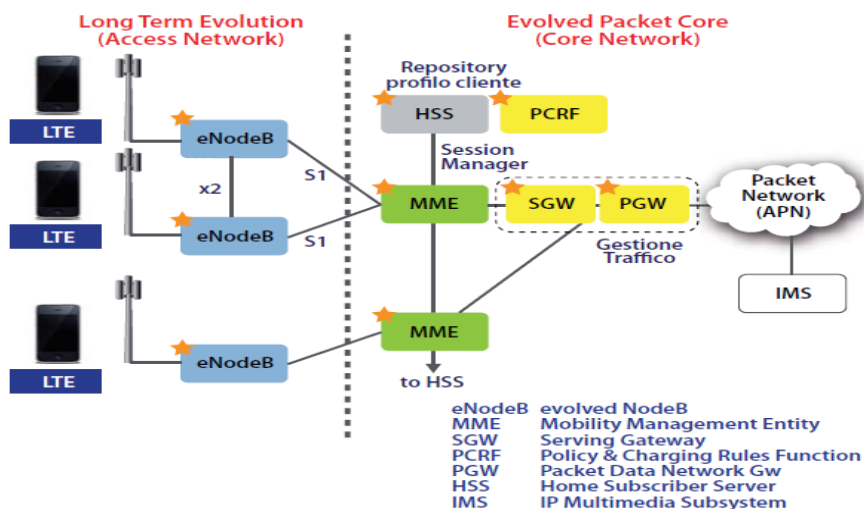 Long Term Evolution
(Access Network)
Evolved Packet Core
(Core Network)
Repository
profilo cliente
LTE
eNodeB
HSS
PCRF
Session
Manager
x2
S1
LTE
eNodeB
S1
MME
SGW
PGW
Packet
Network
(APN)
Gestione
Traffico
IMS
LTE
eNodeB
MME
to HSS
eNodeB evolved NodeB
MME Mobility Management Entity
SGW Serving Gateway
PCRF Policy & Charging Rules Function
PGW Packet Data Network Gw
HSS Home Subscriber Server
IMS IP Multimedia Subsystem